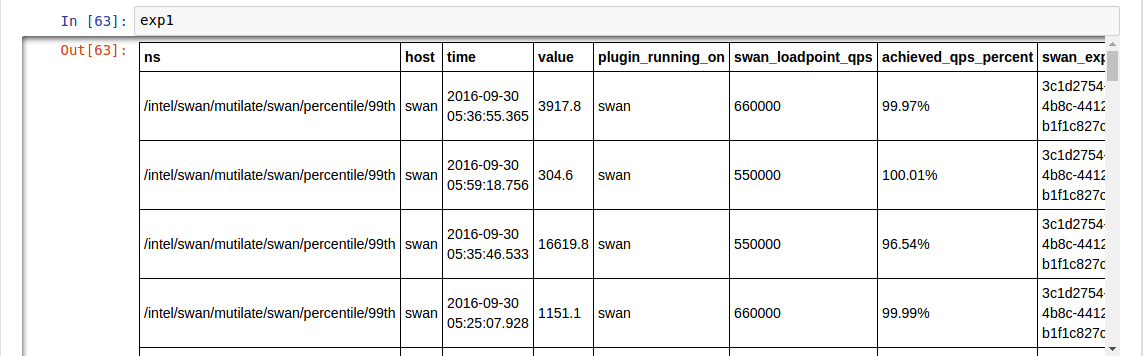 In [63]: exp1
Out[63]:
ns host time value plugin_running_on swan_loadpoint_qps achieved_qps_percent swan_exp
/intel/swan/mutilate/swan/percentile/99th swan 2016-09-30 05:36:55.365 3917.8 swan 660000 99.97% 3c1d2754- 4b8c-4412 b1f1c827c
/intel/swan/mutilate/swan/percentile/99th swan 2016-09-30 05:59:18.756 304.6 swan 550000 100.01% 3c1d2754- 4b8c-4412 b1f1c827c
/intel/swan/mutilate/swan/percentile/99th swan 2016-09-30 05:35:46.533 16619.8 swan 550000 96.54% 3c1d2754- 4b8c-4412 b1f1c827c
/intel/swan/mutilate/swan/percentile/99th swan 2016-09-30 05:25:07.928 1151.1 swan 660000 99.99% 3c1d2754- 4b8c-4412 b1f1c827c